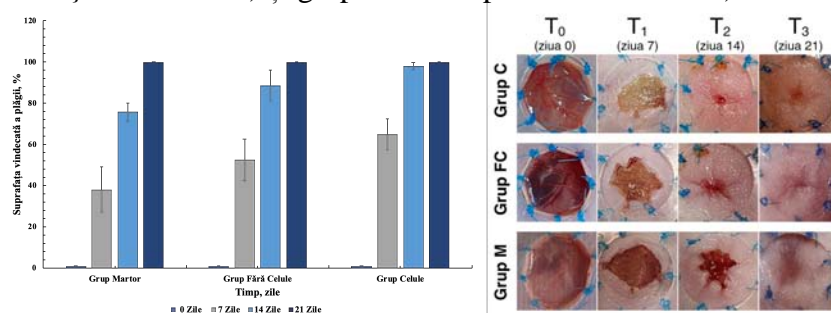 Suprafața vindecată a plăgii, %
120
100
80
60
40
20
0
Grup Martor Grup Fără Celule Grup Celule
Timp, zile
0 Zile 7 Zile 14 Zile 21 Zile
T0 T1 T2 T3
(ziua 0) (ziua 7) (ziua 14) (ziua 21)
Grup C
Grup FC
Grup M